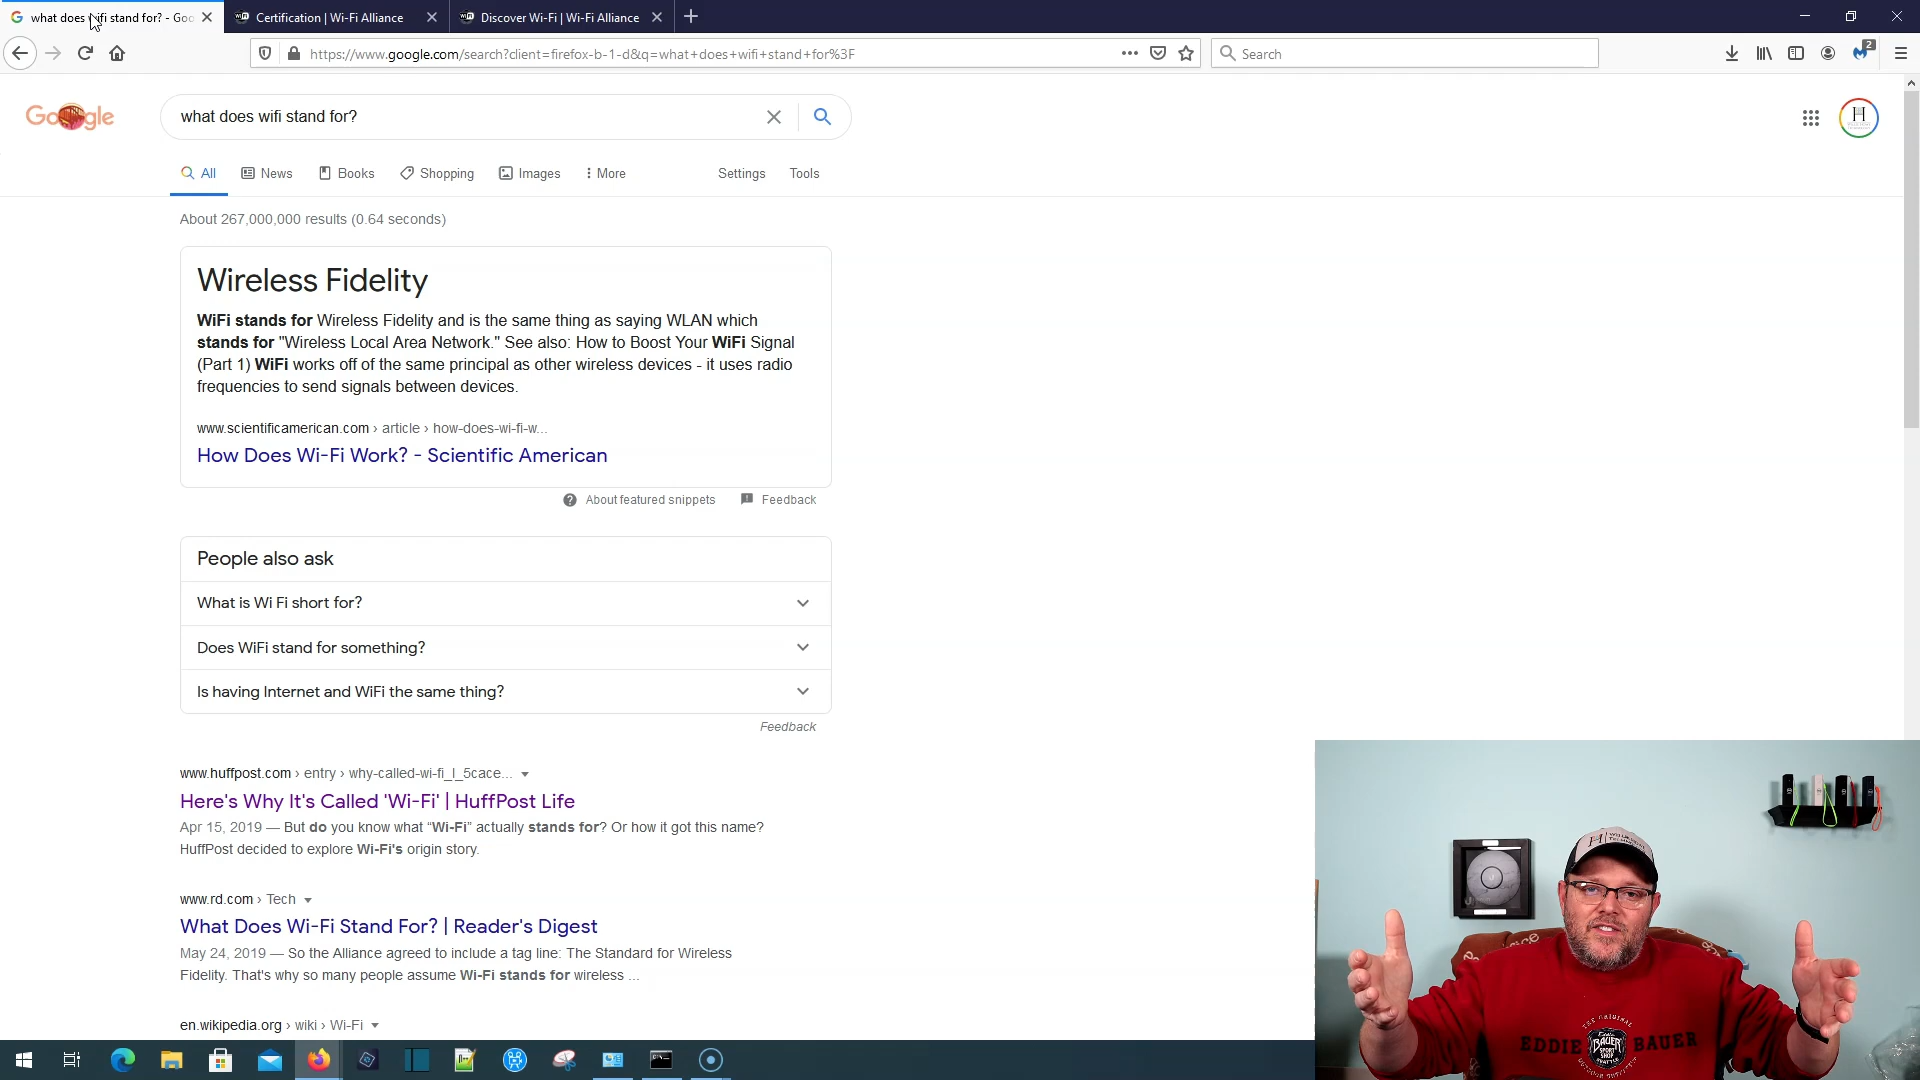 what does wifi stand for? - Goo
Certification | Wi-Fi Alliance
Discover Wi-Fi | Wi-Fi Alliance
https://www.google.com/search?client=firefox-b-1-d&q=what+does+wifi+stand+for%3F
Search
2
Google
what does wifi stand for?
H
All
News
Books
Shopping
Images
More
Settings
Tools
About 267,000,000 results (0.64 seconds)
Wireless Fidelity
WiFi stands for Wireless Fidelity and is the same thing as saying WLAN which
stands for "Wireless Local Area Network." See also: How to Boost Your WiFi Signal
(Part 1) WiFi works off of the same principal as other wireless devices - it uses radio
frequencies to send signals between devices.
www.scientificamerican.com › article › how-does-wi-fi-w...
How Does Wi-Fi Work? - Scientific American
About featured snippets
Feedback
People also ask
What is Wi Fi short for?
Does WiFi stand for something?
Is having Internet and WiFi the same thing?
Feedback
www.huffpost.com › entry › why-called-wi-fi_l_5cace...
Here's Why It's Called 'Wi-Fi' | HuffPost Life
Apr 15, 2019 — But do you know what “Wi-Fi” actually stands for? Or how it got this name?
HuffPost decided to explore Wi-Fi's origin story.
www.rd.com › Tech
What Does Wi-Fi Stand For? | Reader's Digest
May 24, 2019 — So the Alliance agreed to include a tag line: The Standard for Wireless
Fidelity. That's why so many people assume Wi-Fi stands for wireless ...
en.wikipedia.org › wiki › Wi-Fi
THE ORIGINAL
EDDIE BAUER
BAUER
SPORT
SHOP
SEATTLE